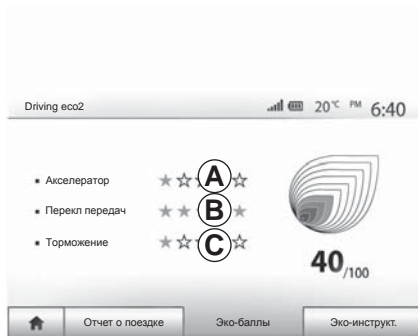 Driving eco2 20°C PM 6:40
Акселератор A
Перекл передач B
Торможение C
40/100
Отчет о поездке Эко-баллы Эко-инструкт.